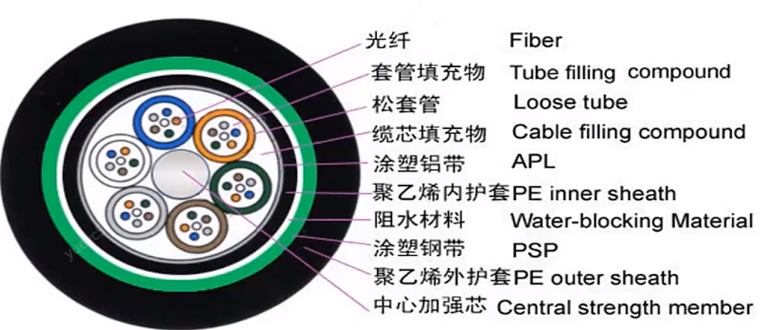 光纤 Fiber
套管填充物 Tube filling compound
松套管 Loose tube
缆芯填充物 Cable filling compound
涂塑铝带 APL
聚乙烯内护套 PE inner sheath
阻水材料 Water-blocking Material
涂塑钢带 PSP
聚乙烯外护套 PE outer sheath
中心加强芯 Central strength member